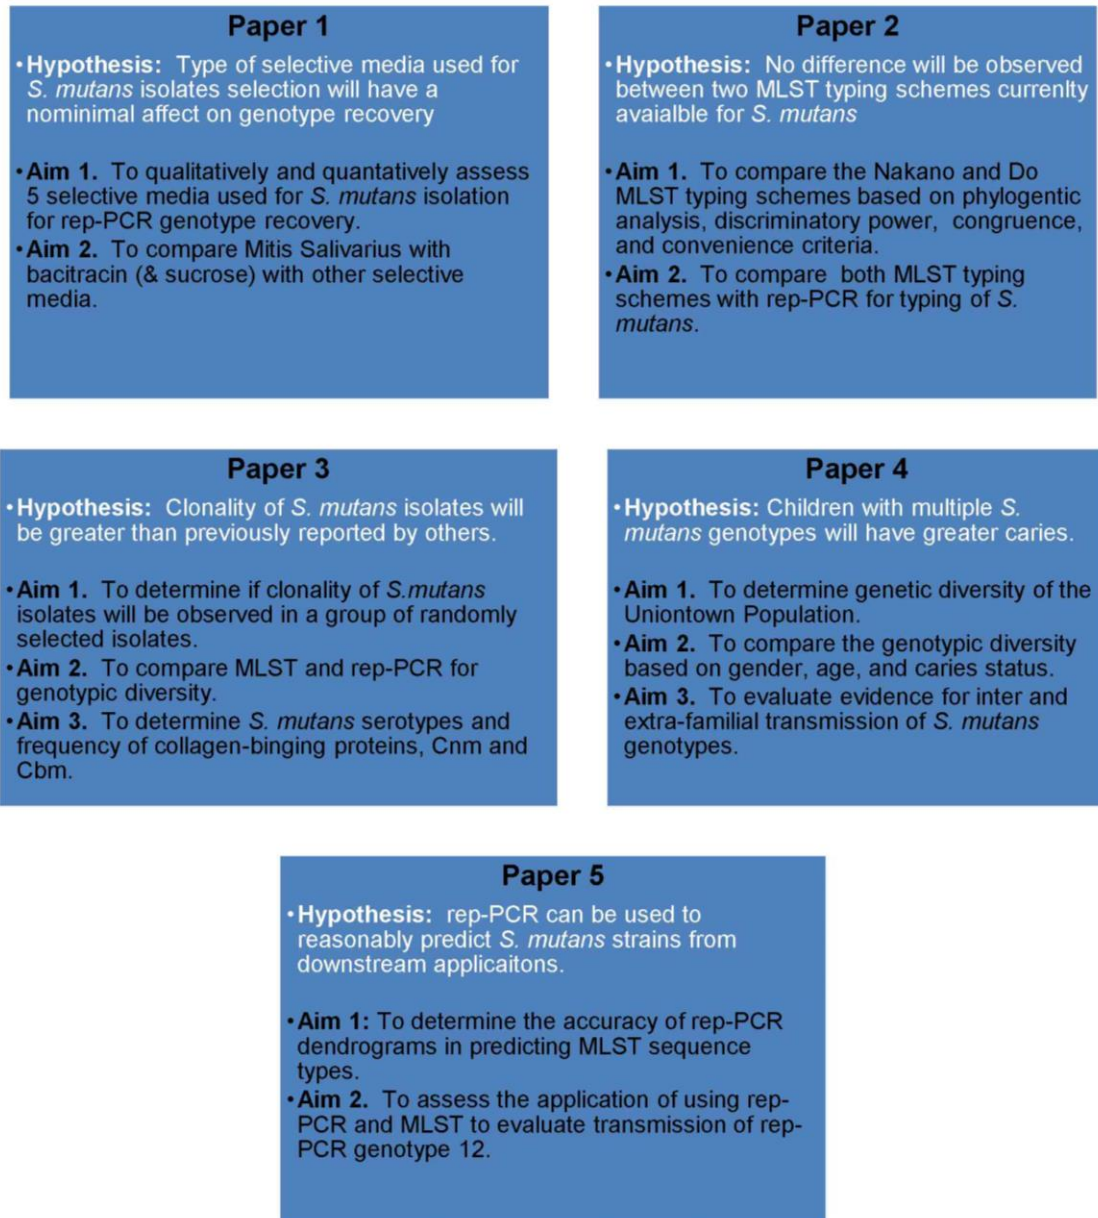 Paper 1
•Hypothesis: Type of selective media used for
S. mutans isolates selection will have a
nominimal affect on genotype recovery
•Aim 1. To qualitatively and quantatively assess
5 selective media used for S. mutans isolation
for rep-PCR genotype recovery.
•Aim 2. To compare Mitis Salivarius with
bacitracin (& sucrose) with other selective
media.
Paper 2
•Hypothesis: No difference will be observed
between two MLST typing schemes currenlty
avaialble for S. mutans
•Aim 1. To compare the Nakano and Do
MLST typing schemes based on phylogentic
analysis, discriminatory power, congruence,
and convenience criteria.
•Aim 2. To compare both MLST typing
schemes with rep-PCR for typing of S.
mutans.
Paper 3
•Hypothesis: Clonality of S. mutans isolates will
be greater than previously reported by others.
•Aim 1. To determine if clonality of S.mutans
isolates will be observed in a group of randomly
selected isolates.
•Aim 2. To compare MLST and rep-PCR for
genotypic diversity.
•Aim 3. To determine S. mutans serotypes and
frequency of collagen-binging proteins, Cnm and
Cbm.
Paper 4
•Hypothesis: Children with multiple S.
mutans genotypes will have greater caries.
•Aim 1. To determine genetic diversity of the
Uniontown Population.
•Aim 2. To compare the genotypic diversity
based on gender, age, and caries status.
•Aim 3. To evaluate evidence for inter and
extra-familial transmission of S. mutans
genotypes.
Paper 5
•Hypothesis: rep-PCR can be used to
reasonably predict S. mutans strains from
downstream applicaitons.
•Aim 1: To determine the accuracy of rep-PCR
dendrograms in predicting MLST sequence
types.
•Aim 2. To assess the application of using rep-
PCR and MLST to evaluate transmission of rep-
PCR genotype 12.